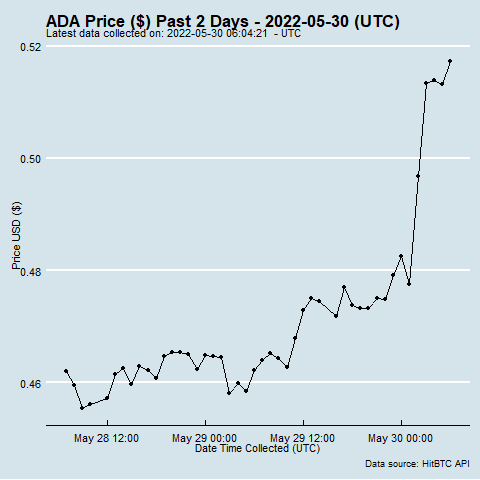 ADA Price ($) Past 2 Days - 2022-05-30 (UTC)
Latest data collected on: 2022-05-30 06:04:21  - UTC
0.52
0.50
0.48
0.46
Price USD ($)
May 28 12:00
May 29 00:00
May 29 12:00
May 30 00:00
Date Time Collected (UTC)
Data source: HitBTC API